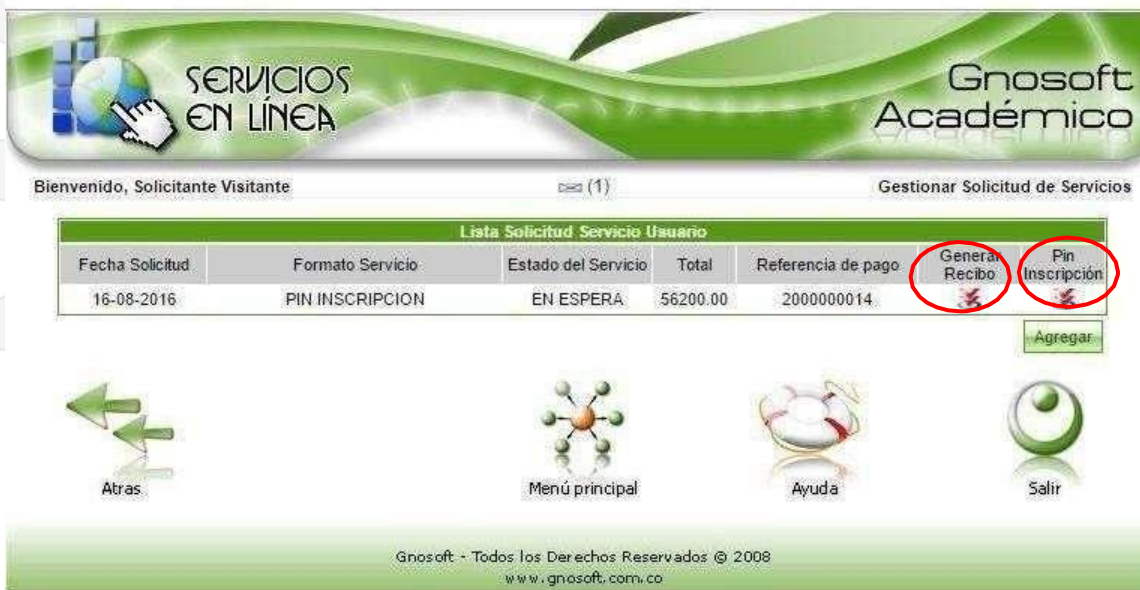 SERVICIOS
EN LÍNEA
Gnosoft
Académico
Bienvenido, Solicitante Visitante
(1)
Gestionar Solicitud de Servicios
Lista Solicitud Servicio Usuario
Fecha Solicitud Formato Servicio Estado del Servicio Total Referencia de pago Generar Recibo Pin Inscripción
16-08-2016 PIN INSCRIPCION EN ESPERA 56200.00 2000000014
Agregar
Atras Menú principal Ayuda Salir
Gnosoft - Todos los Derechos Reservados © 2008
www.gnosoft.com.co